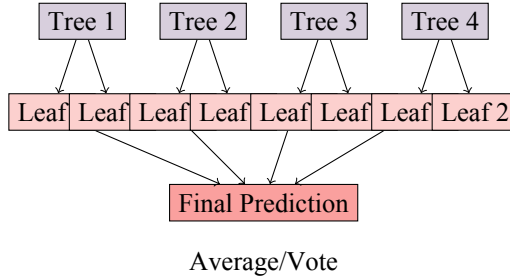 Tree 1 Tree 2 Tree 3 Tree 4
Leaf Leaf Leaf Leaf Leaf Leaf Leaf Leaf 2
Final Prediction
Average/Vote